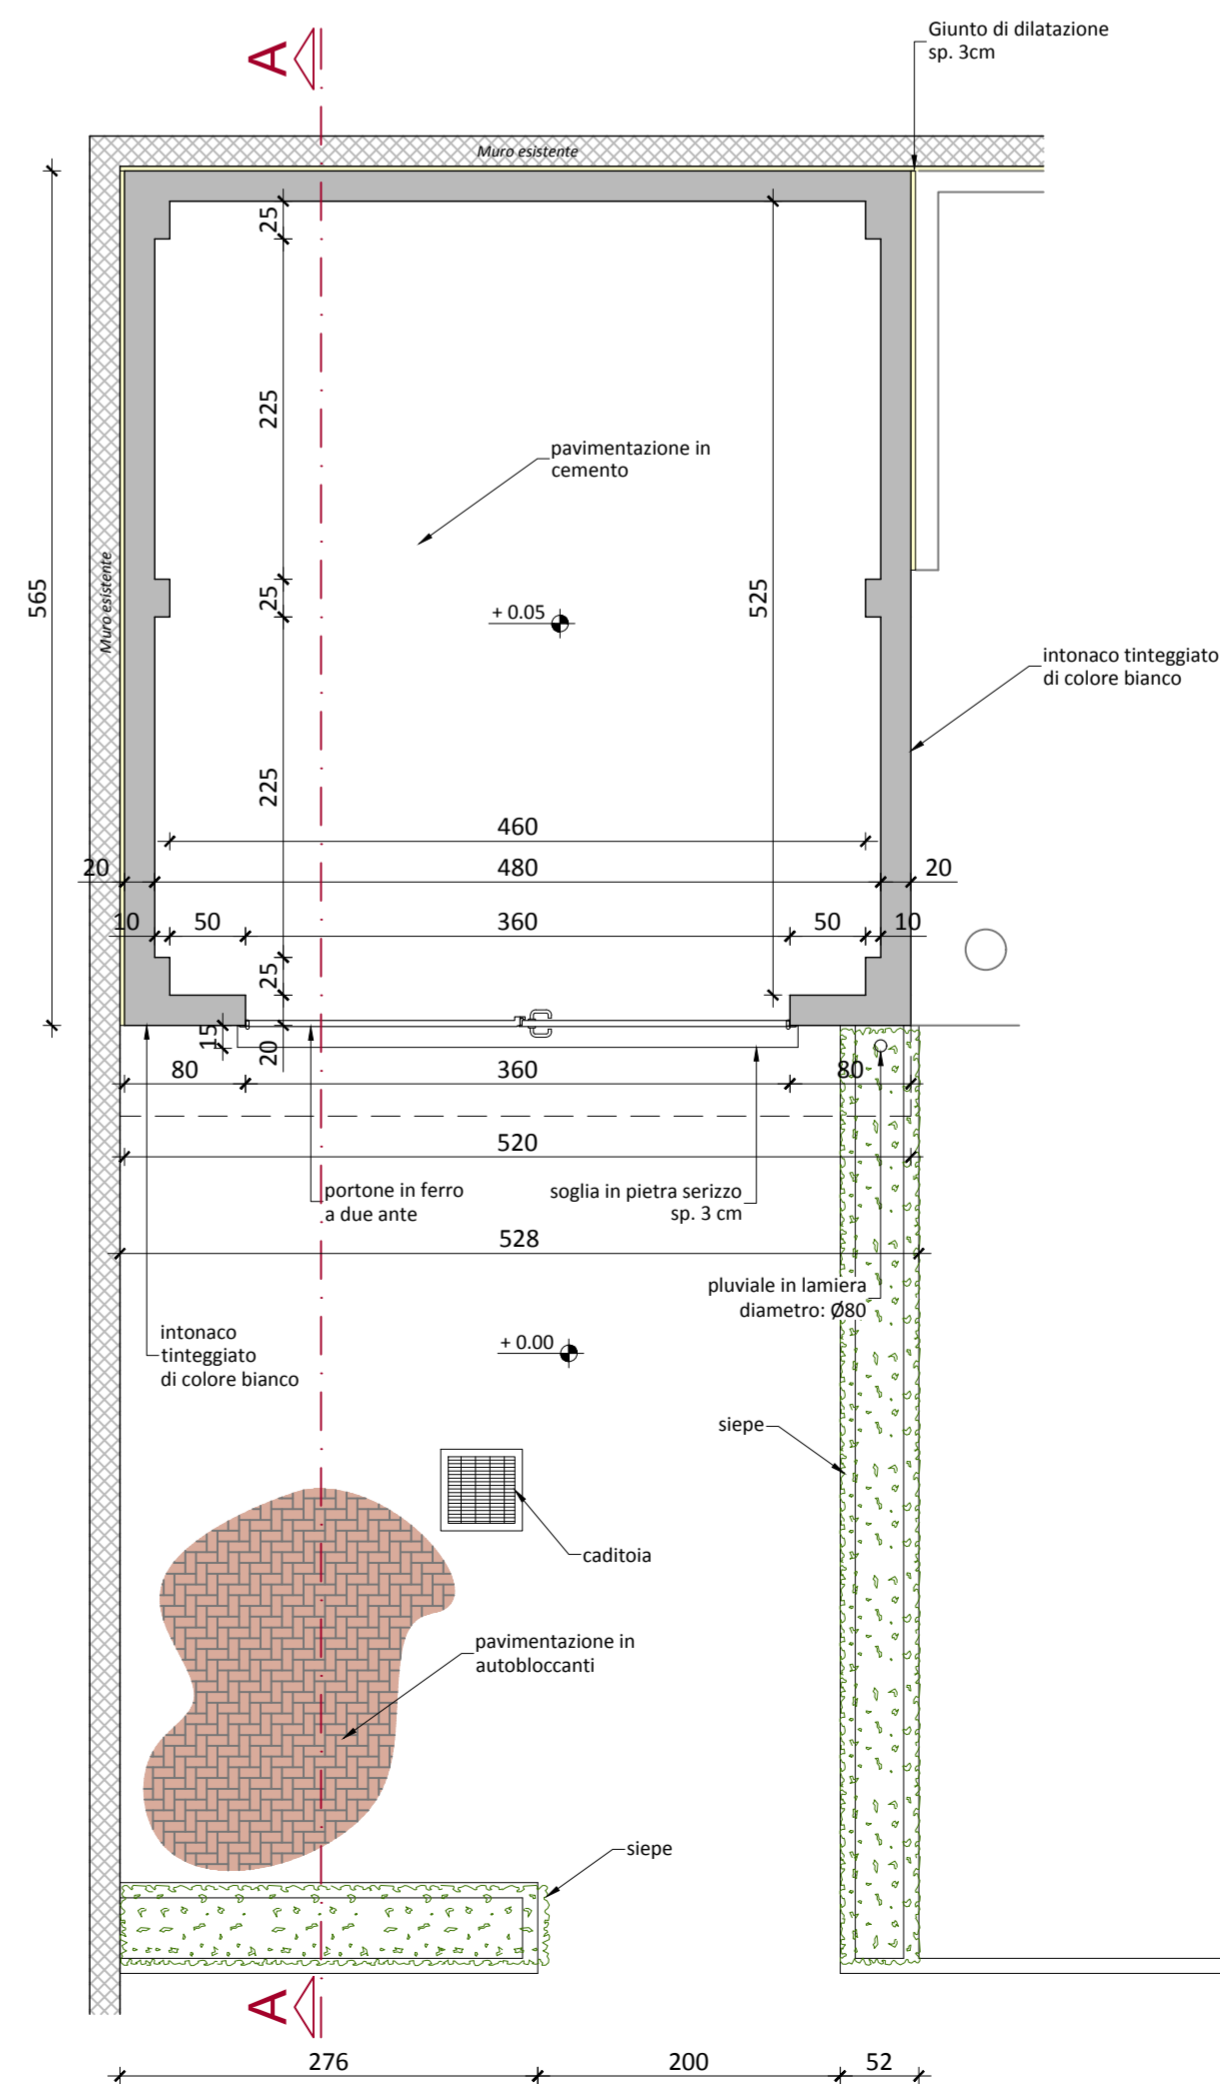 A
Giunto di dilatazione
sp. 3cm
Muro esistente
25
225
pavimentazione in
cemento
565
Muro esistente
25
525
+ 0.05
intonaco tinteggiato
di colore bianco
225
460
20
480
20
10
50
360
50
10
25
15
20
80
360
80
520
portone in ferro
a due ante
soglia in pietra serizzo
sp. 3 cm
528
pluviale in lamiera
diametro: Ø80
intonaco
tinteggiato
di colore bianco
+ 0.00
siepe
caditoia
pavimentazione in
autobloccanti
siepe
A
276
200
52